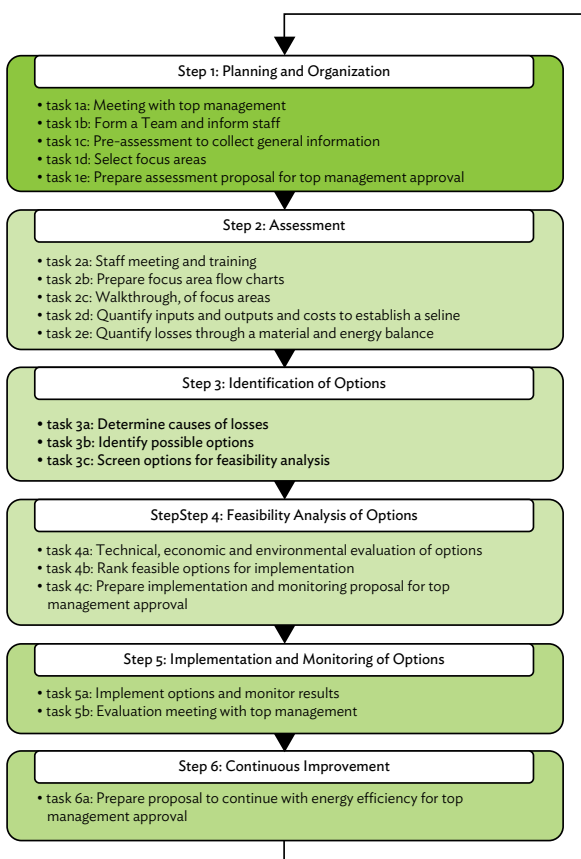 Step 1: Planning and Organization
• task 1a: Meeting with top management
• task 1b: Form a Team and inform staff
• task 1c: Pre-assessment to collect general information
• task 1d: Select focus areas
• task 1e: Prepare assessment proposal for top management approval
Step 2: Assessment
• task 2a: Staff meeting and training
• task 2b: Prepare focus area flow charts
• task 2c: Walkthrough, of focus areas
• task 2d: Quantify inputs and outputs and costs to establish a seline
• task 2e: Quantify losses through a material and energy balance
Step 3: Identification of Options
• task 3a: Determine causes of losses
• task 3b: Identify possible options
• task 3c: Screen options for feasibility analysis
StepStep 4: Feasibility Analysis of Options
• task 4a: Technical, economic and environmental evaluation of options
• task 4b: Rank feasible options for implementation
• task 4c: Prepare implementation and monitoring proposal for top
management approval
Step 5: Implementation and Monitoring of Options
• task 5a: Implement options and monitor results
• task 5b: Evaluation meeting with top management
Step 6: Continuous Improvement
• task 6a: Prepare proposal to continue with energy efficiency for top
management approval